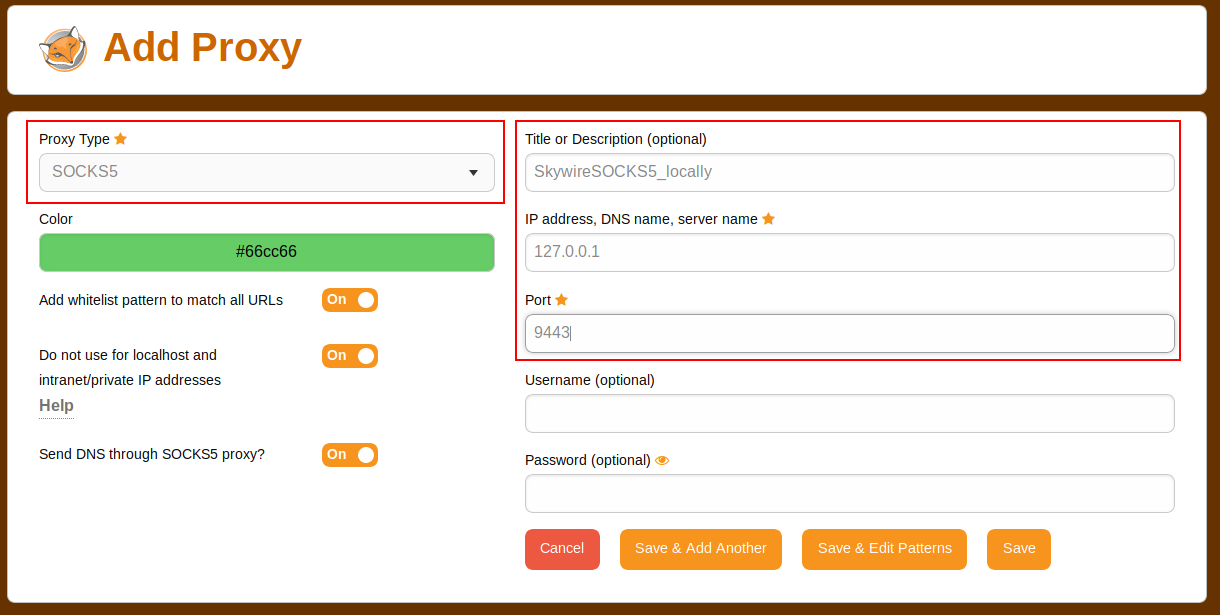 Add Proxy
Proxy Type
SOCKS5
Color
#66cc66
Add whitelist pattern to match all URLs
On
Do not use for localhost and
intranet/private IP addresses
On
Help
Send DNS through SOCKS5 proxy?
On
Title or Description (optional)
SkywireSOCKS5_locally
IP address, DNS name, server name
127.0.0.1
Port
9443
Username (optional)
Password (optional)
Cancel
Save & Add Another
Save & Edit Patterns
Save